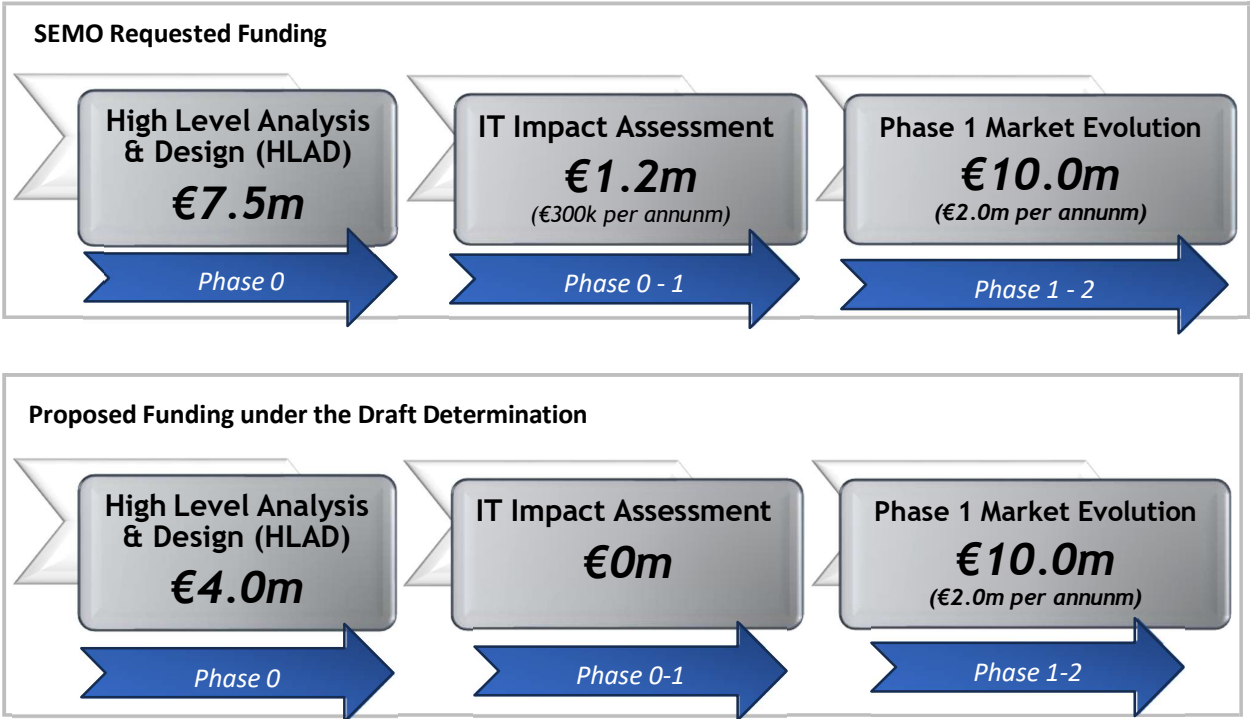 SEMO Requested Funding
High Level Analysis
& Design (HLAD)
€7.5m
Phase 0
IT Impact Assessment
€1.2m
(€300k per annunm)
Phase 0 - 1
Phase 1 Market Evolution
€10.0m
(€2.0m per annunm)
Phase 1 - 2
Proposed Funding under the Draft Determination
High Level Analysis
& Design (HLAD)
€4.0m
Phase 0
IT Impact Assessment
€0m
Phase 0-1
Phase 1 Market Evolution
€10.0m
(€2.0m per annunm)
Phase 1-2